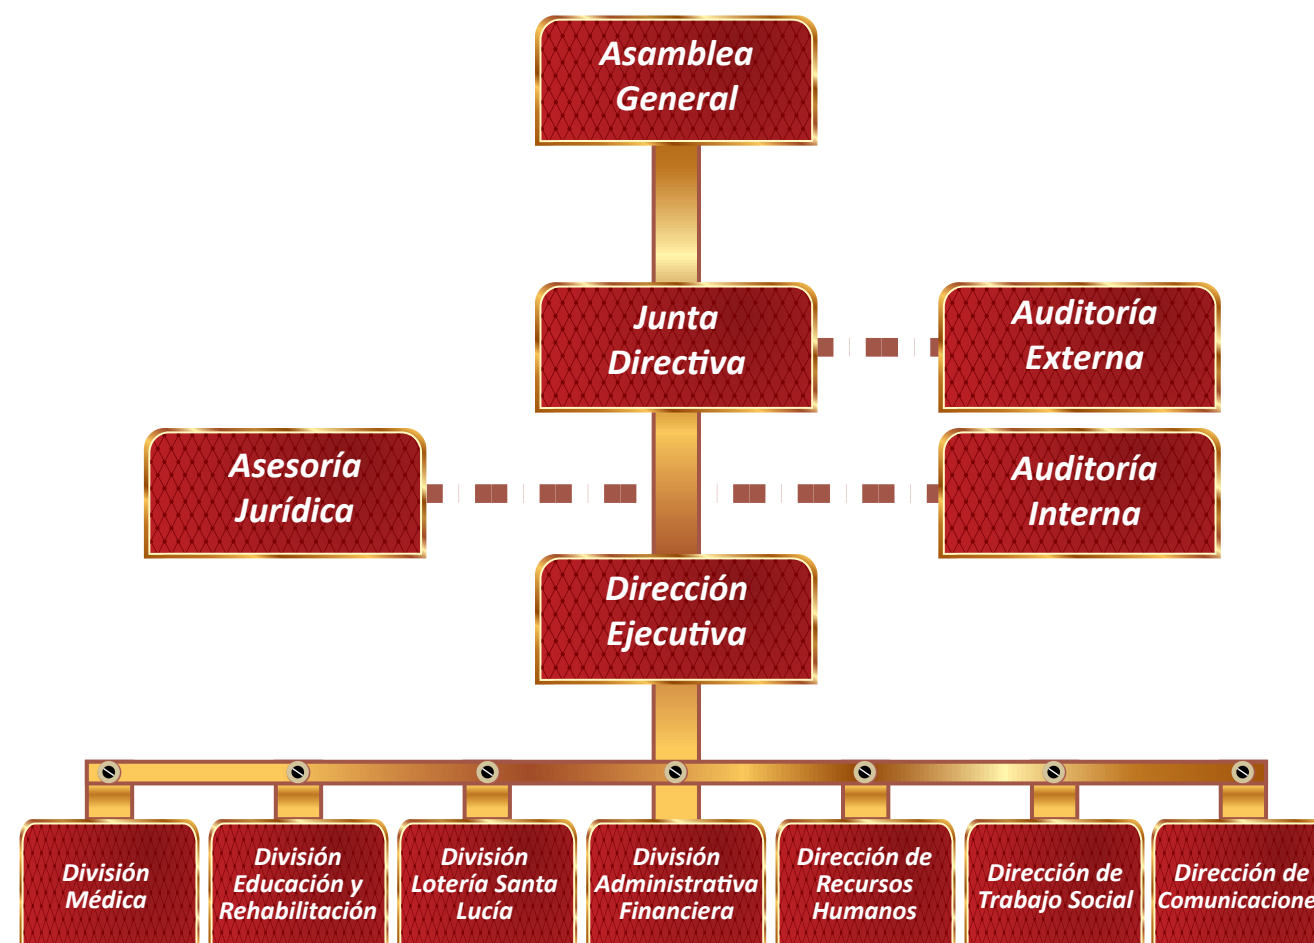 Asamblea
General
Junta
Directiva
Auditoría
Externa
Asesoría
Jurídica
Auditoría
Interna
Dirección
Ejecutiva
División
Médica
División
Educación y
Rehabilitación
División
Lotería Santa
Lucía
División
Administrativa
Financiera
Dirección de
Recursos
Humanos
Dirección de
Trabajo Social
Dirección de
Comunicacione